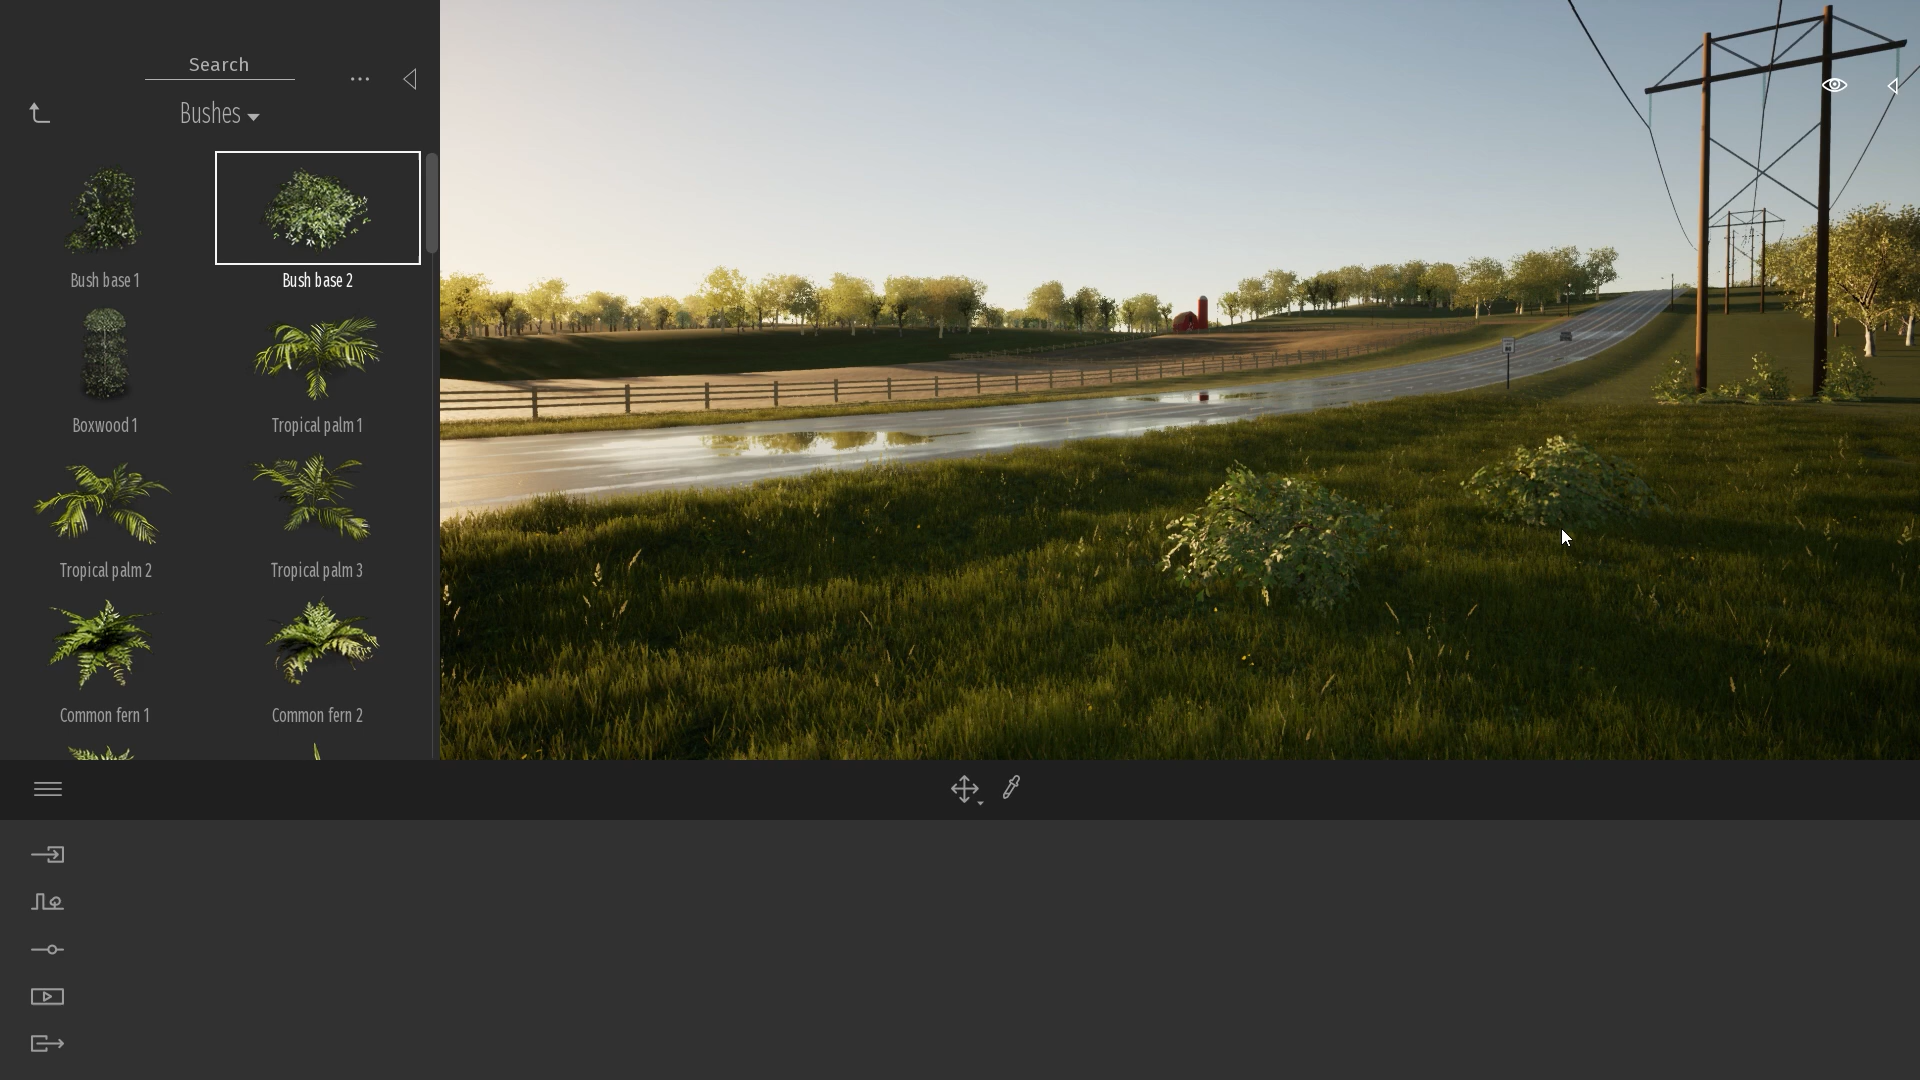 Search
...
Bushes
Bush base 1
Bush base 2
Boxwood 1
Tropical palm 1
Tropical palm 2
Tropical palm 3
Common fern 1
Common fern 2